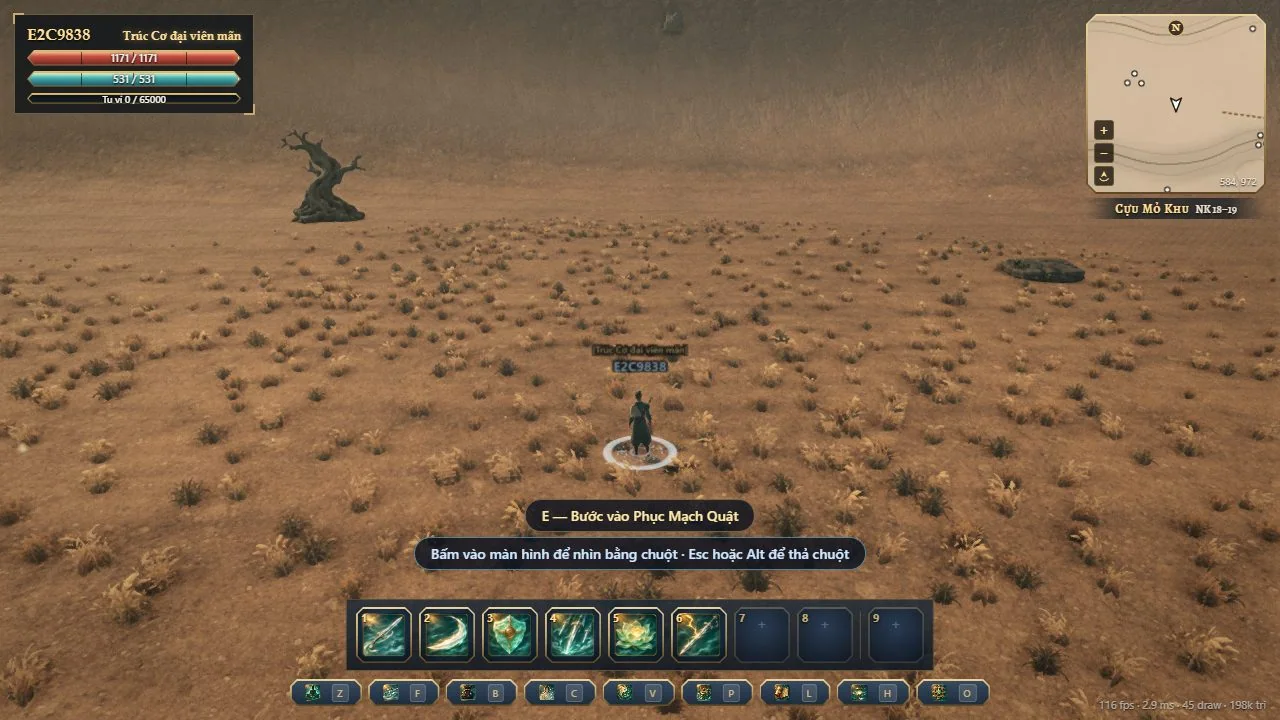 E2C9838 Trúc Cơ đại viên mãn
1171 / 1171
531 / 531
Tu vi 0 / 65000
N
+
−
584, 972
Cựu Mỏ Khu NK18–19
Trúc Cơ đại viên mãn
E2C9838
E — Bước vào Phục Mạch Quật
Bấm vào màn hình để nhìn bằng chuột · Esc hoặc Alt để thả chuột
1 2 3 4 5 6 7 + 8 + 9 +
Z F B C V P L H O
116 fps · 2.9 ms · 45 draw · 198k tri